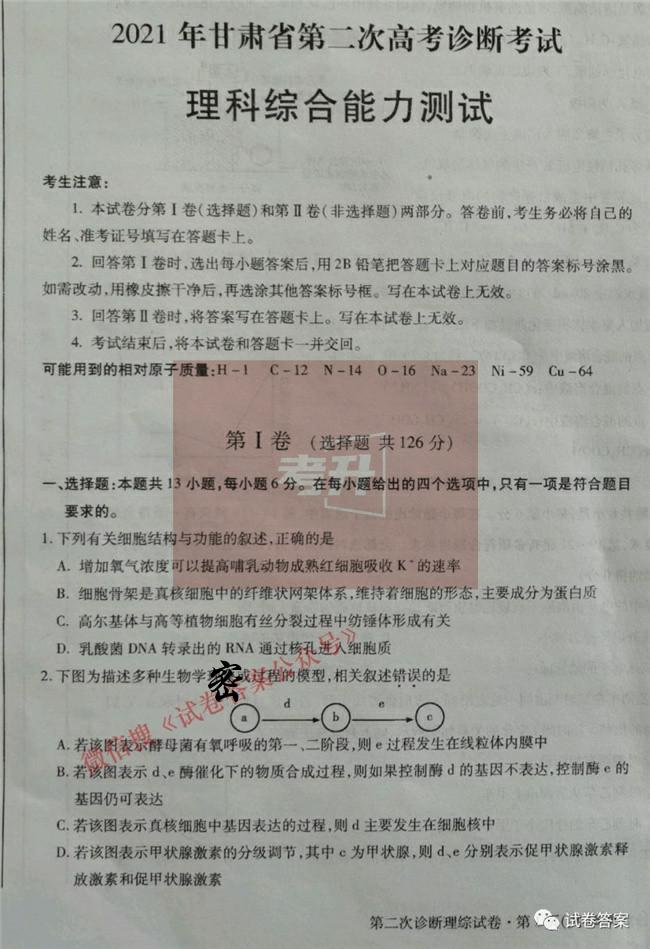 2021 年甘肃省第二次高考诊断考试
理科综合能力测试
考生注意:
1. 本试卷分第Ⅰ卷(选择题)和第Ⅱ卷(非选择题)两部分。答卷前,考生务必将自己的
姓名、准考证号填写在答题卡上。
2. 回答第Ⅰ卷时,选出每小题答案后,用2B铅笔把答题卡上对应题目的答案标号涂黑。
如需改动,用橡皮擦干净后,再选涂其他答案标号框。写在本试卷上无效。
3. 回答第Ⅱ卷时,将答案写在答题卡上。写在本试卷上无效。
4. 考试结束后,将本试卷和答题卡一并交回。
可能用到的相对原子质量:H-1 C-12 N-14 O-16 Na-23 Ni-59 Cu-64
第Ⅰ卷 (选择题 共126分)
考升
一、选择题:本题共13小题,每小题6分。在每小题给出的四个选项中,只有一项是符合题目
要求的。
1. 下列有关细胞结构与功能的叙述,正确的是
A. 增加氧气浓度可以提高哺乳动物成熟红细胞吸收K⁺的速率
B. 细胞骨架是真核细胞中的纤维状网架体系,维持着细胞的形态,主要成分为蛋白质
C. 高尔基体与高等植物细胞有丝分裂过程中纺锤体形成有关
D. 乳酸菌DNA转录出的RNA通过核孔进入细胞质
2. 下图为描述多种生物学 或过程的模型,相关叙述错误的是
密
微信搜《试卷答案公众号》
a d b e c
A. 若该图表示酵母菌有氧呼吸的第一、二阶段,则e过程发生在线粒体内膜中
B. 若该图表示d、e酶催化下的物质合成过程,则如果控制酶d的基因不表达,控制酶e的
基因仍可表达
C. 若该图表示真核细胞中基因表达的过程,则d主要发生在细胞核中
D. 若该图表示甲状腺激素的分级调节,其中c为甲状腺,则d、e分别表示促甲状腺激素释
放激素和促甲状腺激素
第二次诊断理综试卷·第
试卷答案